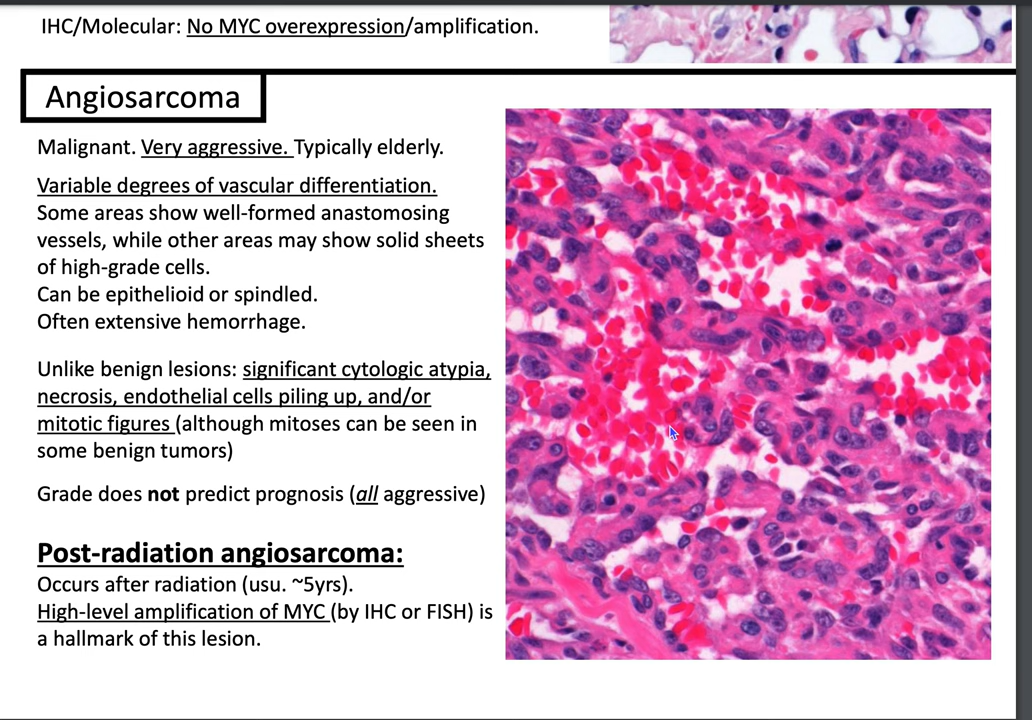 IHC/Molecular: No MYC overexpression/amplification.
Angiosarcoma
Malignant. Very aggressive. Typically elderly.
Variable degrees of vascular differentiation.
Some areas show well-formed anastomosing
vessels, while other areas may show solid sheets
of high-grade cells.
Can be epithelioid or spindled.
Often extensive hemorrhage.
Unlike benign lesions: significant cytologic atypia,
necrosis, endothelial cells piling up, and/or
mitotic figures (although mitoses can be seen in
some benign tumors)
Grade does not predict prognosis (all aggressive)
Post-radiation angiosarcoma:
Occurs after radiation (usu. ~5yrs).
High-level amplification of MYC (by IHC or FISH) is
a hallmark of this lesion.